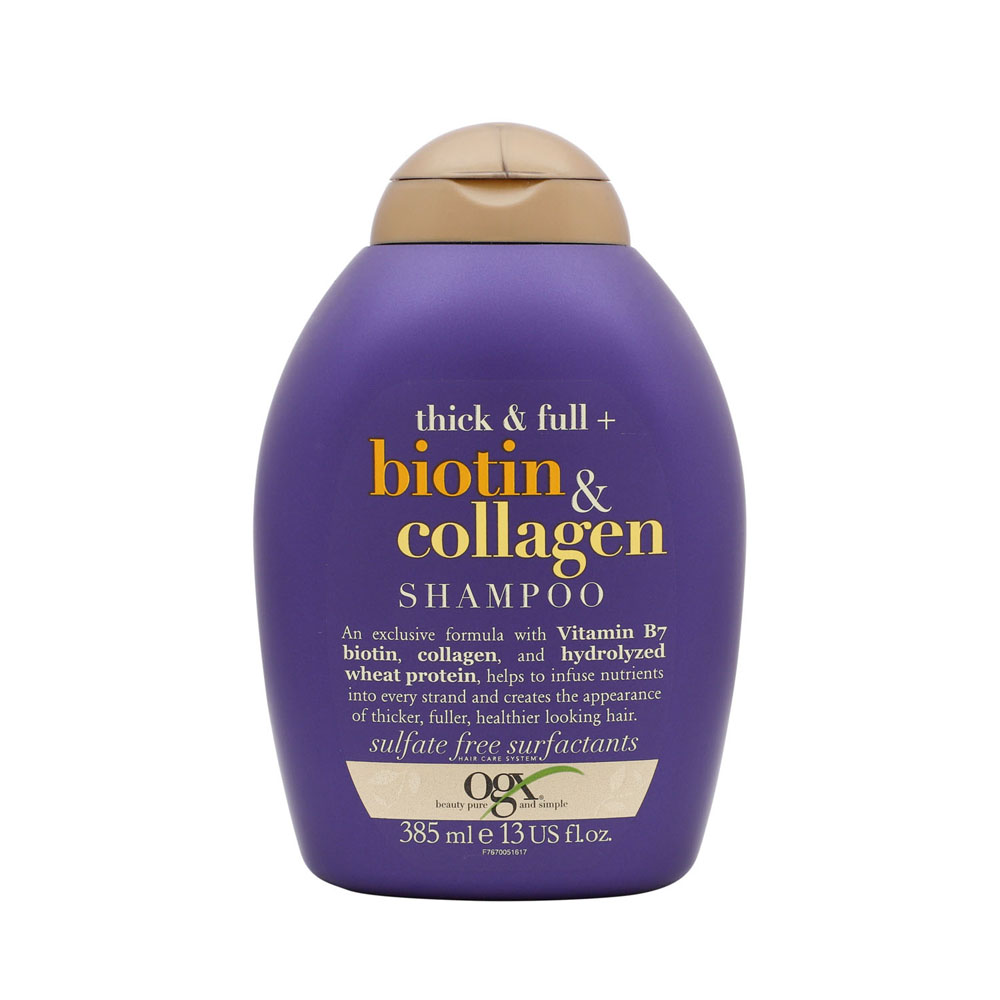 thick & full +
biotin &
collagen
SHAMPOO
An exclusive formula with Vitamin B7
biotin, collagen, and hydrolyzed
wheat protein, helps to infuse nutrients
into every strand and creates the appearance
of thicker, fuller, healthier looking hair.
sulfate free surfactants
HAIR CARE SYSTEM
ogx®
beauty pure and simple
385 ml e 13 US fl.oz.
F7670051617